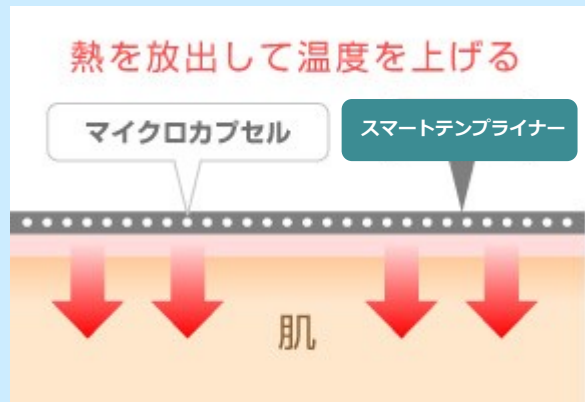 熱を放出して温度を上げる
マイクロカプセル
スマートテンプライナー
肌